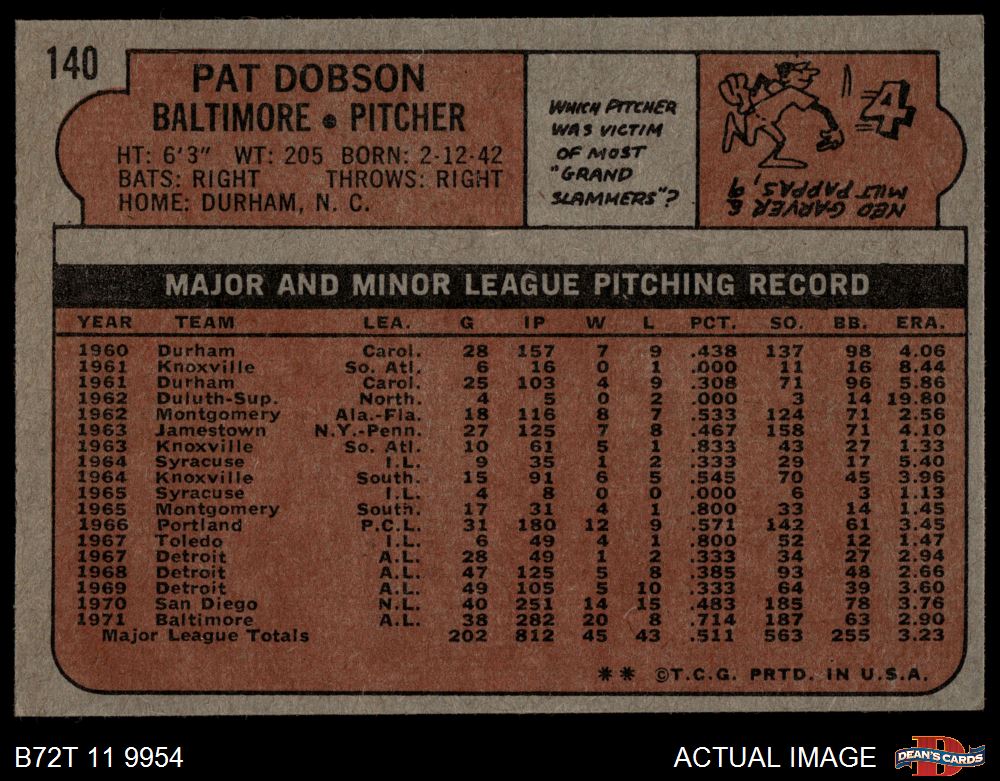 140
PAT DOBSON
BALTIMORE • PITCHER
HT: 6'3" WT: 205 BORN: 2-12-42
BATS: RIGHT THROWS: RIGHT
HOME: DURHAM, N. C.
WHICH PITCHER
WAS VICTIM
OF MOST
"GRAND
SLAMMERS"?
4
NED GARVER &
MILT PAPPAS, 9
MAJOR AND MINOR LEAGUE PITCHING RECORD
YEAR TEAM LEA. G IP W L PCT. SO. BB. ERA.
1960 Durham Carol. 28 157 7 9 .438 137 98 4.06
1961 Knoxville So. Atl. 6 16 0 1 .000 11 16 8.44
1961 Durham Carol. 25 103 4 9 .308 71 96 5.86
1962 Duluth-Sup. North. 4 5 0 2 .000 3 14 19.80
1962 Montgomery Ala.-Fla. 18 116 8 7 .533 124 71 2.56
1963 Jamestown N.Y.-Penn. 27 125 7 8 .467 158 71 4.10
1963 Knoxville So. Atl. 10 61 5 1 .833 43 27 1.33
1964 Syracuse I.L. 9 35 1 2 .333 29 17 5.40
1964 Knoxville South. 15 91 6 5 .545 70 45 3.96
1965 Syracuse I.L. 4 8 0 0 .000 6 3 1.13
1965 Montgomery South. 17 31 4 1 .800 33 14 1.45
1966 Portland P.C.L. 31 180 12 9 .571 142 61 3.45
1967 Toledo I.L. 6 49 4 1 .800 52 12 1.47
1967 Detroit A.L. 28 49 1 2 .333 34 27 2.94
1968 Detroit A.L. 47 125 5 8 .385 93 48 2.66
1969 Detroit A.L. 49 105 5 10 .333 64 39 3.60
1970 San Diego N.L. 40 251 14 15 .483 185 78 3.76
1971 Baltimore A.L. 38 282 20 8 .714 187 63 2.90
Major League Totals 202 812 45 43 .511 563 255 3.23
** ©T.C.G. PRTD. IN U.S.A.
B72T 11 9954
ACTUAL IMAGE
D
DEAN'S CARDS